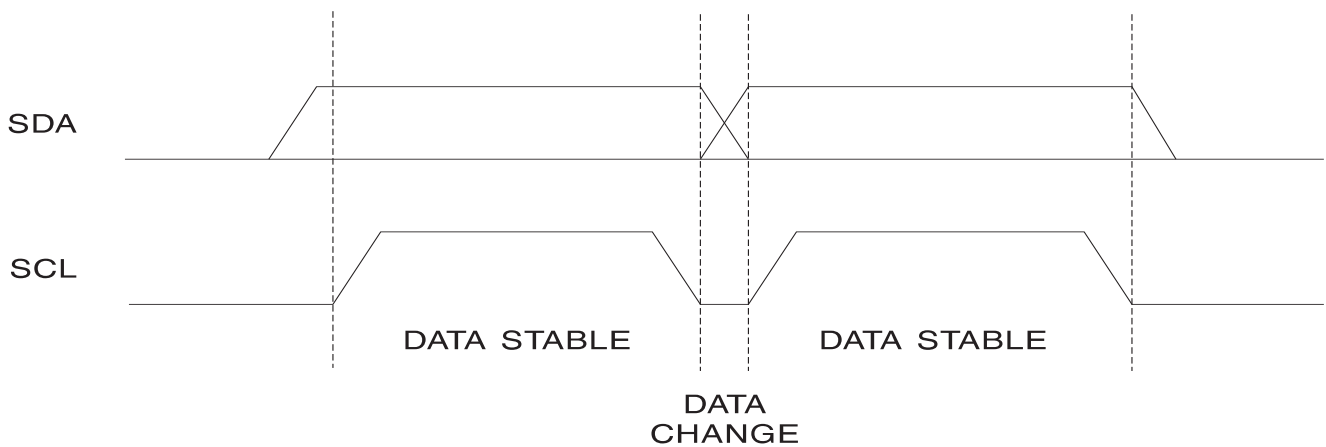 SDA
SCL
DATA STABLE
DATA STABLE
DATA
CHANGE